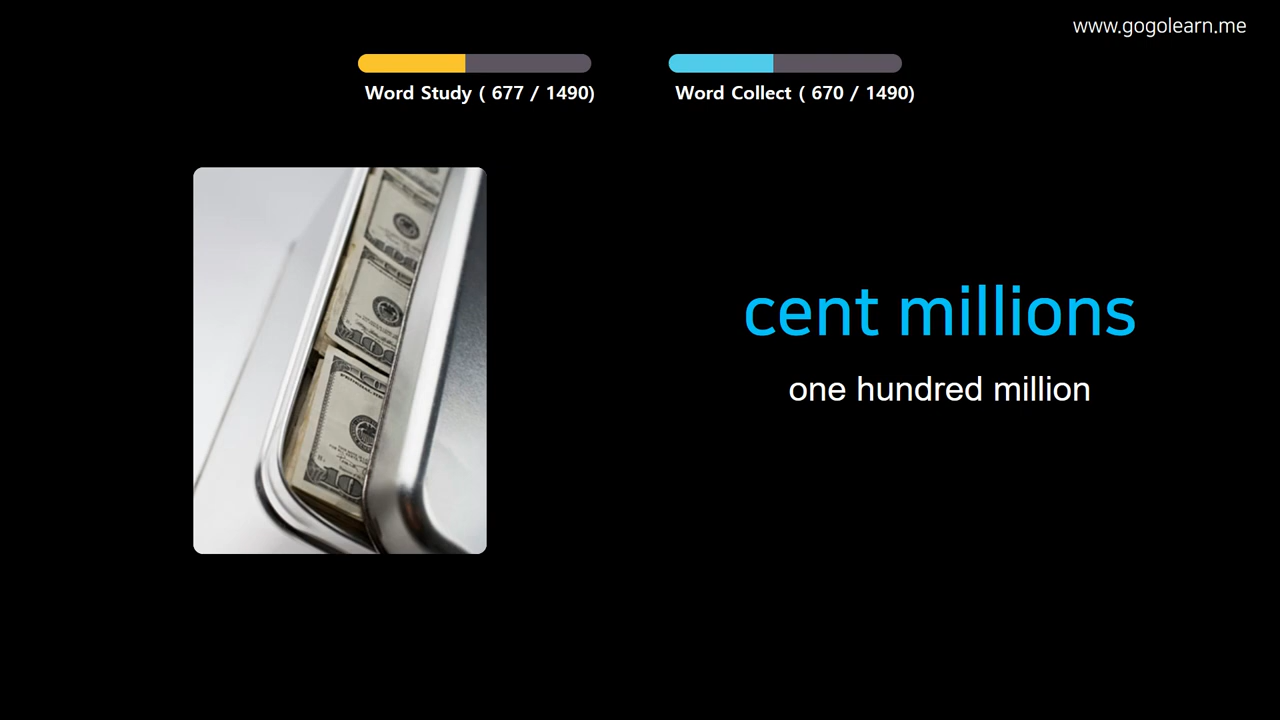 www.gogolearn.me
Word Study ( 677 / 1490)
Word Collect ( 670 / 1490)
cent millions
one hundred million